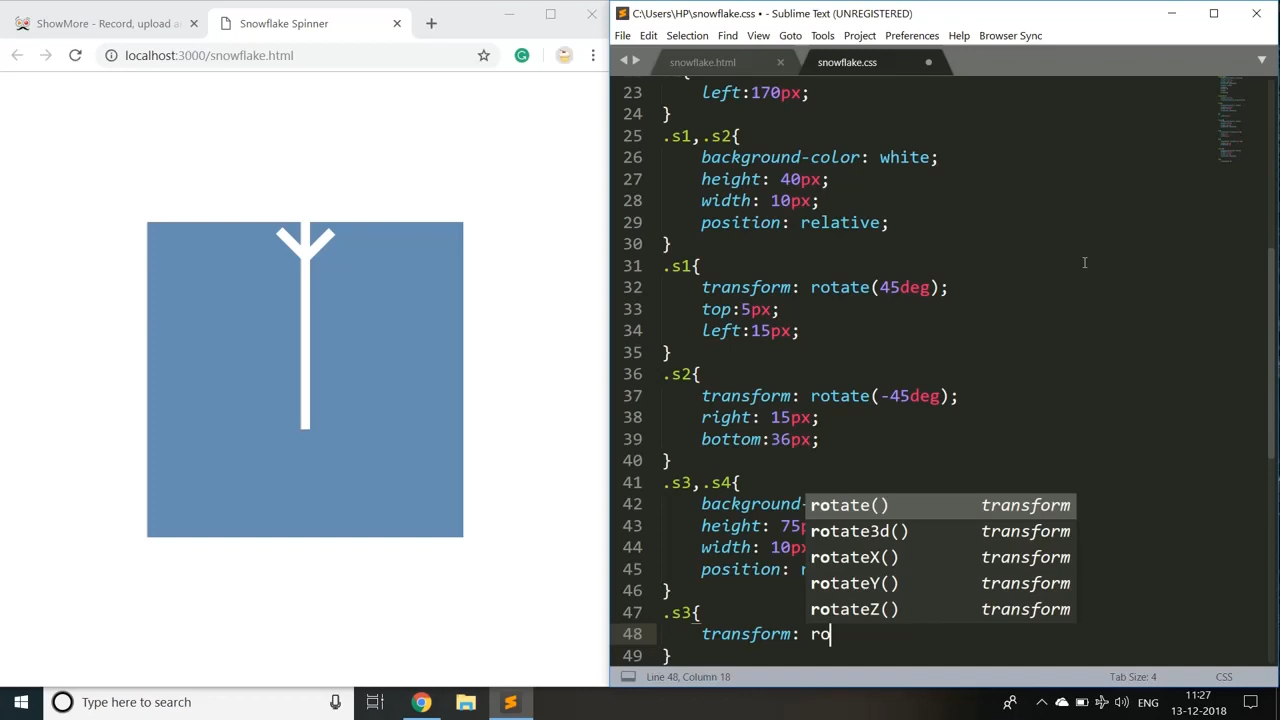 ShowMore - Record, upload a
Snowflake Spinner
localhost:3000/snowflake.html
C:\Users\HP\snowflake.css • - Sublime Text (UNREGISTERED)
File Edit Selection Find View Goto Tools Project Preferences Help Browser Sync
snowflake.html
snowflake.css
23 left:170px;
24 }
25 .s1,.s2{
26 background-color: white;
27 height: 40px;
28 width: 10px;
29 position: relative;
30 }
31 .s1{
32 transform: rotate(45deg);
33 top:5px;
34 left:15px;
35 }
36 .s2{
37 transform: rotate(-45deg);
38 right: 15px;
39 bottom:36px;
40 }
41 .s3,.s4{
42 background-
43 height: 75p
44 width: 10px
45 position: r
46 }
47 .s3{
48 transform: ro
49 }
rotate() transform
rotate3d() transform
rotateX() transform
rotateY() transform
rotateZ() transform
Line 48, Column 18
Tab Size: 4
CSS
Type here to search
ENG
11:27
13-12-2018